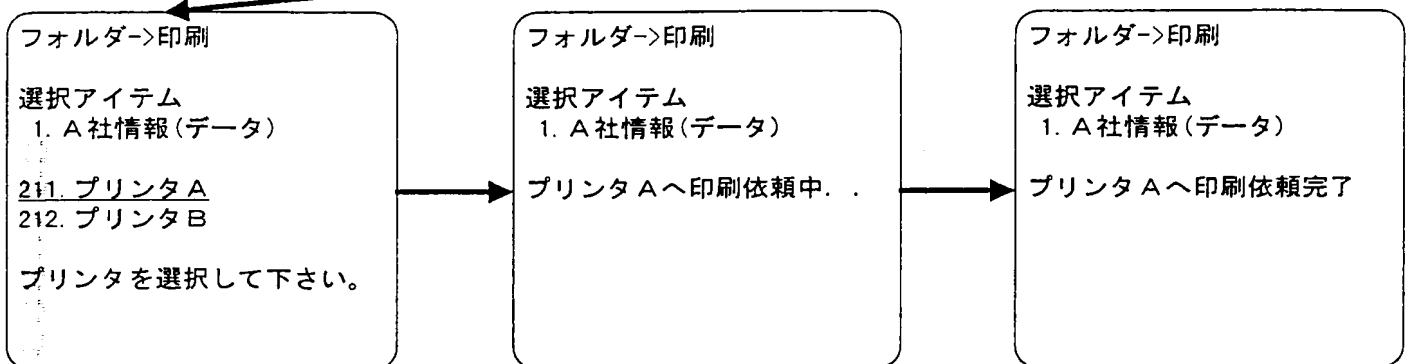 フォルダ->印刷
選択アイテム
1. A社情報(データ)
211. プリンタA
212. プリンタB
プリンタを選択して下さい。
フォルダ->印刷
選択アイテム
1. A社情報(データ)
プリンタAへ印刷依頼中. .
フォルダ->印刷
選択アイテム
1. A社情報(データ)
プリンタAへ印刷依頼完了